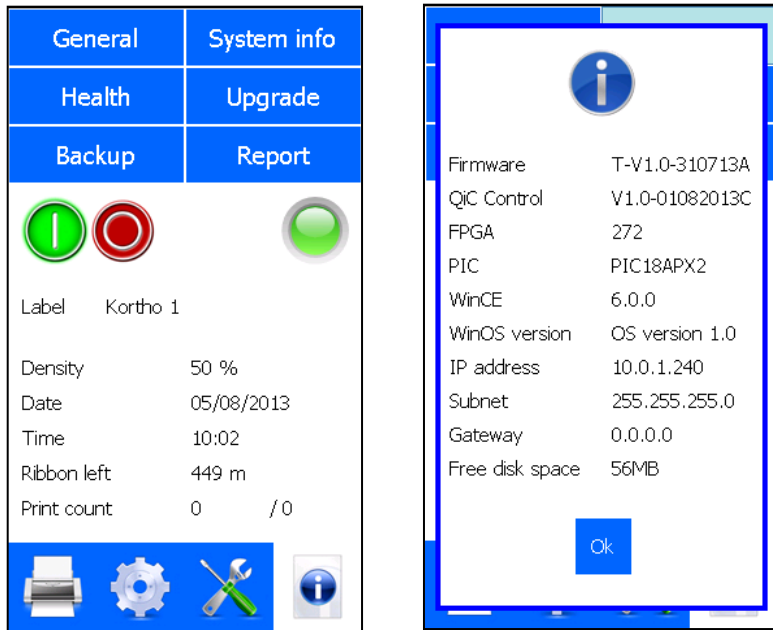 General System info
Health Upgrade
Backup Report
Label Kortho 1
Density 50 %
Date 05/08/2013
Time 10:02
Ribbon left 449 m
Print count 0 / 0
Firmware T-V1.0-310713A
QiC Control V1.0-01082013C
FPGA 272
PIC PIC18APX2
WinCE 6.0.0
WinOS version OS version 1.0
IP address 10.0.1.240
Subnet 255.255.255.0
Gateway 0.0.0.0
Free disk space 56MB
Ok